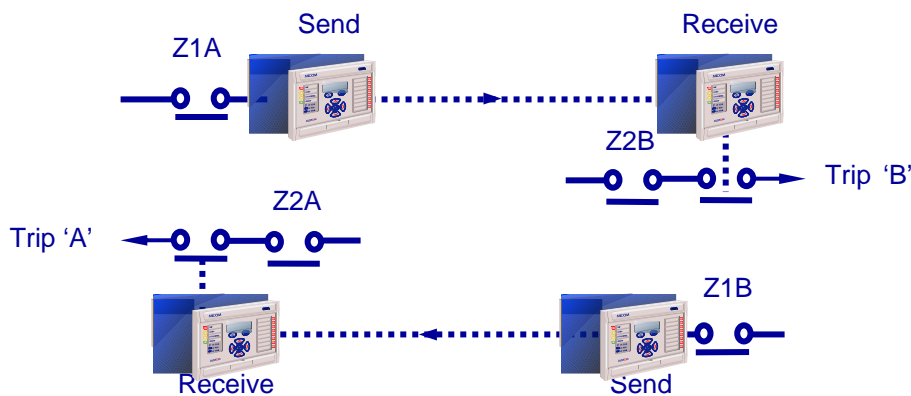 Send
Receive
Z1A
Z2B
Trip ‘B’
Z2A
Trip ‘A’
Z1B
Receive
Send